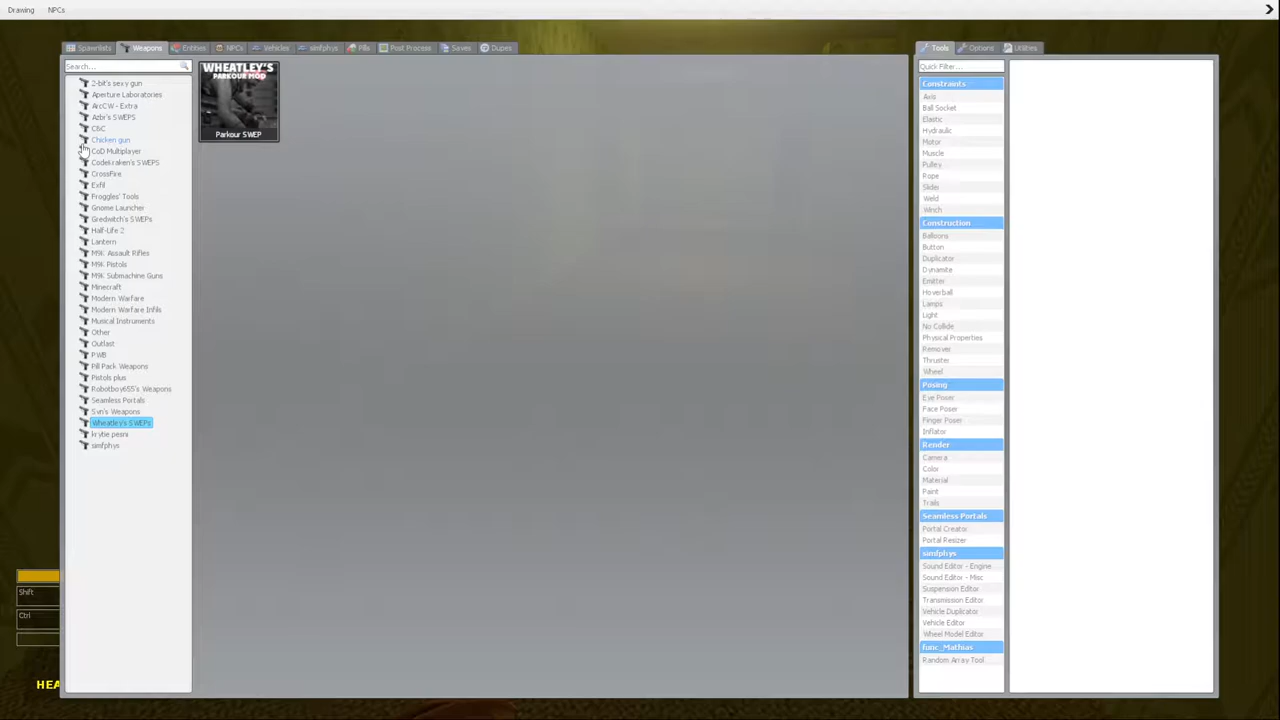 Drawing NPCs
Spawnlists Weapons Entities NPCs Vehicles simfphys Pills Post Process Saves Dupes
Search...
2-bit's sexy gun
Aperture Laboratories
ArcCW - Extra
Azbr's SWEPS
C&C
Chicken gun
CoD Multiplayer
Codekraken's SWEPS
CrossFire
Exfil
Froggles' Tools
Gnome Launcher
Gredwitch's SWEPs
Half-Life 2
Lantern
M9K Assault Rifles
M9K Pistols
M9K Submachine Guns
Minecraft
Modern Warfare
Modern Warfare Infils
Musical Instruments
Other
Outlast
PWB
Pill Pack Weapons
Pistols plus
Robotboy655's Weapons
Seamless Portals
Svn's Weapons
Wheatley's SWEPs
krytie pesni
simfphys
WHEATLEY'S
PARKOUR MOD
Parkour SWEP
Tools Options Utilities
Quick Filter...
Constraints
Axis
Ball Socket
Elastic
Hydraulic
Motor
Muscle
Pulley
Rope
Slider
Weld
Winch
Construction
Balloons
Button
Duplicator
Dynamite
Emitter
Hoverball
Lamps
Light
No Collide
Physical Properties
Remover
Thruster
Wheel
Posing
Eye Poser
Face Poser
Finger Poser
Inflator
Render
Camera
Color
Material
Paint
Trails
Seamless Portals
Portal Creator
Portal Resizer
simfphys
Sound Editor - Engine
Sound Editor - Misc
Suspension Editor
Transmission Editor
Vehicle Duplicator
Vehicle Editor
Wheel Model Editor
Random Array Tool
Shift
Ctrl
HEA